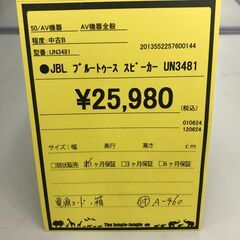 50/AV機器 AV機器全般
程度:中古B
型番:UN3481
2013552257600144
●JBL ブルートゥース スピーカー UN3481
¥25,980(税込)
010624
120624
サイズ:幅 奥行 高さ cm
□現状販売 ☑1ヶ月保証 □3ヶ月保証 □6ヶ月保証
電源コード、箱 付 A-960
The Jungle-Jungle